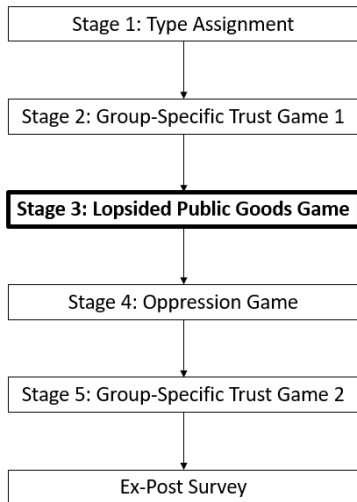 Stage 1: Type Assignment
Stage 2: Group-Specific Trust Game 1
Stage 3: Lopsided Public Goods Game
Stage 4: Oppression Game
Stage 5: Group-Specific Trust Game 2
Ex-Post Survey